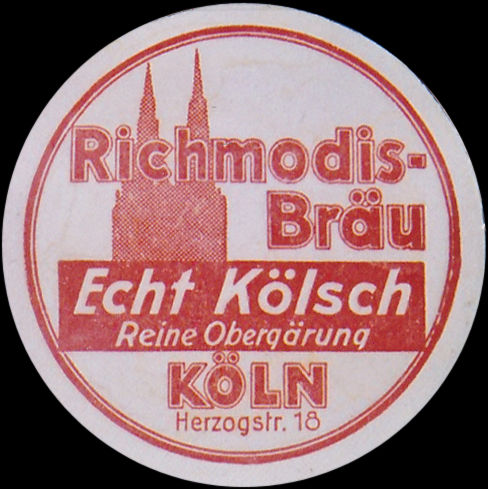 Richmodis-
Bräu
Echt Kölsch
Reine Obergärung
KÖLN
Herzogstr. 18